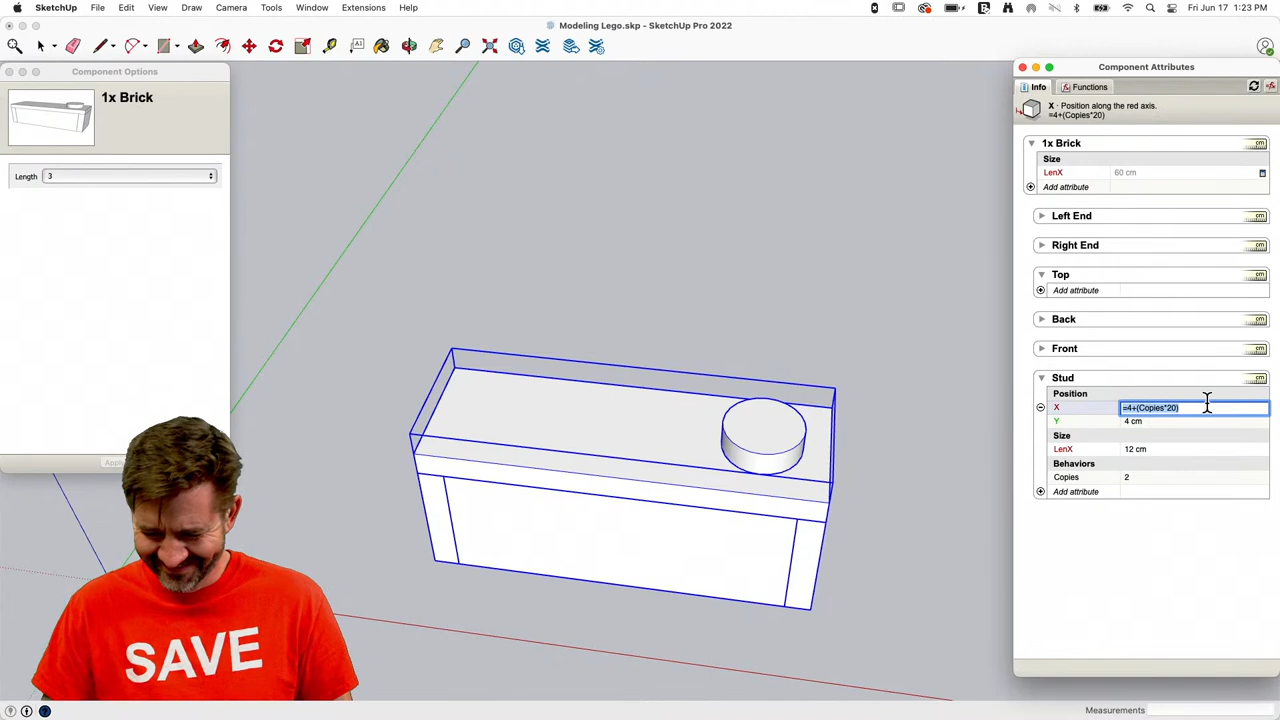 SketchUp File Edit View Draw Camera Tools Window Extensions Help Fri Jun 17 1:23 PM
Modeling Lego.skp - SketchUp Pro 2022
Component Options
1x Brick
Length 3
Appl
SAVE
Component Attributes
Info Functions
X - Position along the red axis.
=4+(Copies*20)
1x Brick
Size
LenX 60 cm
Add attribute
Left End
Right End
Top
Add attribute
Back
Front
Stud
Position
X =4+(Copies*20)
Y 4 cm
Size
LenX 12 cm
Behaviors
Copies 2
Add attribute
Measurements